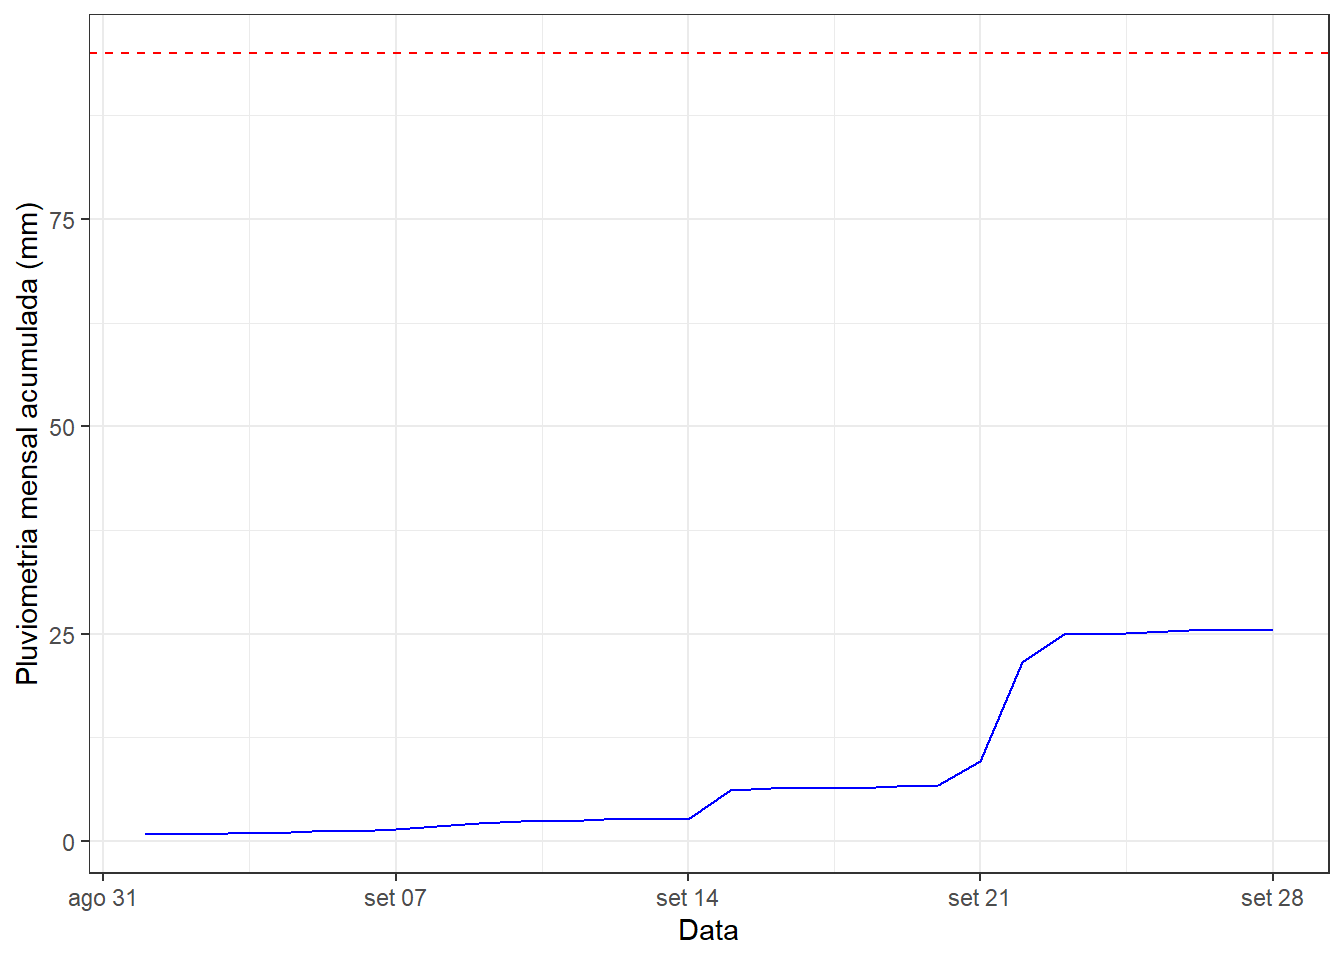 Pluviometria mensal acumulada (mm)
75
50
25
0
ago 31
set 07
set 14
set 21
set 28
Data